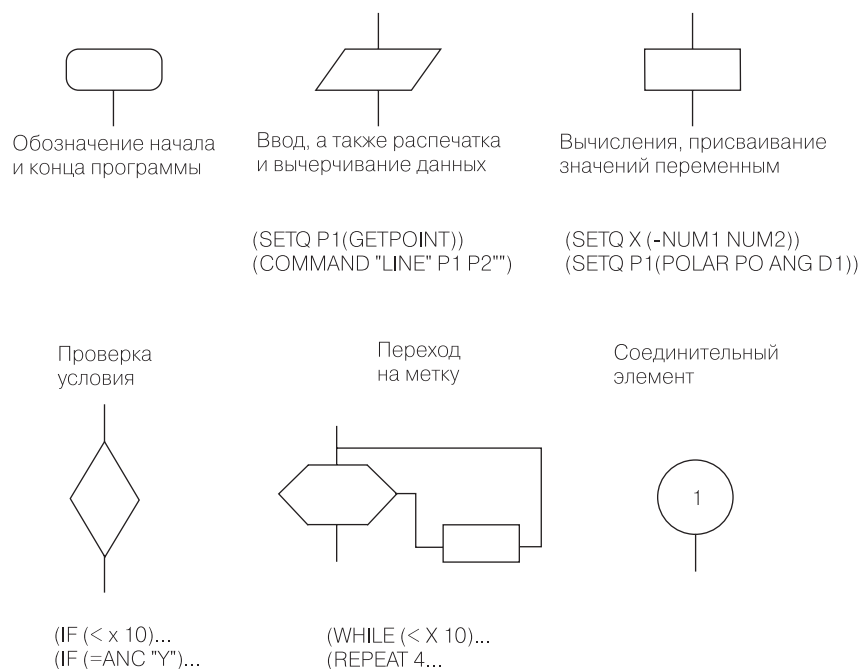 Обозначение начала
и конца программы
Ввод, а также распечатка
и вычерчивание данных
(SETQ P1(GETPOINT))
(COMMAND "LINE" P1 P2"")
Вычисления, присваивание
значений переменным
(SETQ X (-NUM1 NUM2))
(SETQ P1(POLAR PO ANG D1))
Проверка
условия
(IF (< x 10)...
(IF (=ANC "Y")...
Переход
на метку
(WHILE (< X 10)...
(REPEAT 4...
Соединительный
элемент
1